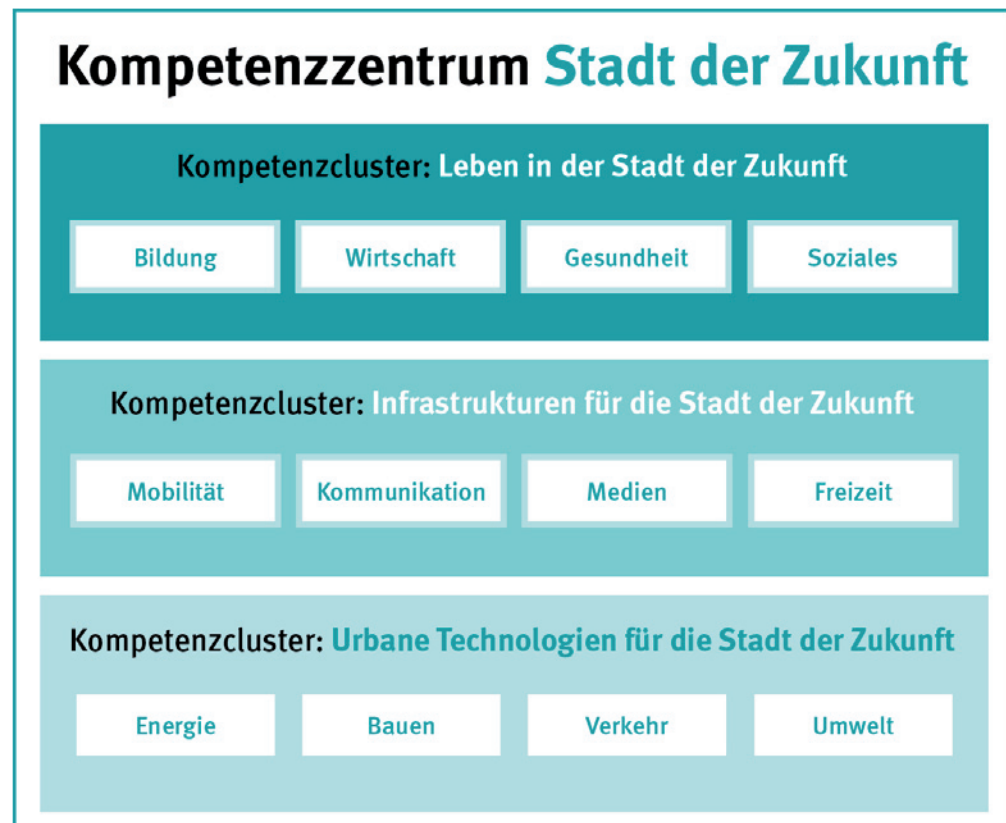 Kompetenzzentrum Stadt der Zukunft
Kompetenzcluster: Leben in der Stadt der Zukunft
Bildung
Wirtschaft
Gesundheit
Soziales
Kompetenzcluster: Infrastrukturen für die Stadt der Zukunft
Mobilität
Kommunikation
Medien
Freizeit
Kompetenzcluster: Urbane Technologien für die Stadt der Zukunft
Energie
Bauen
Verkehr
Umwelt